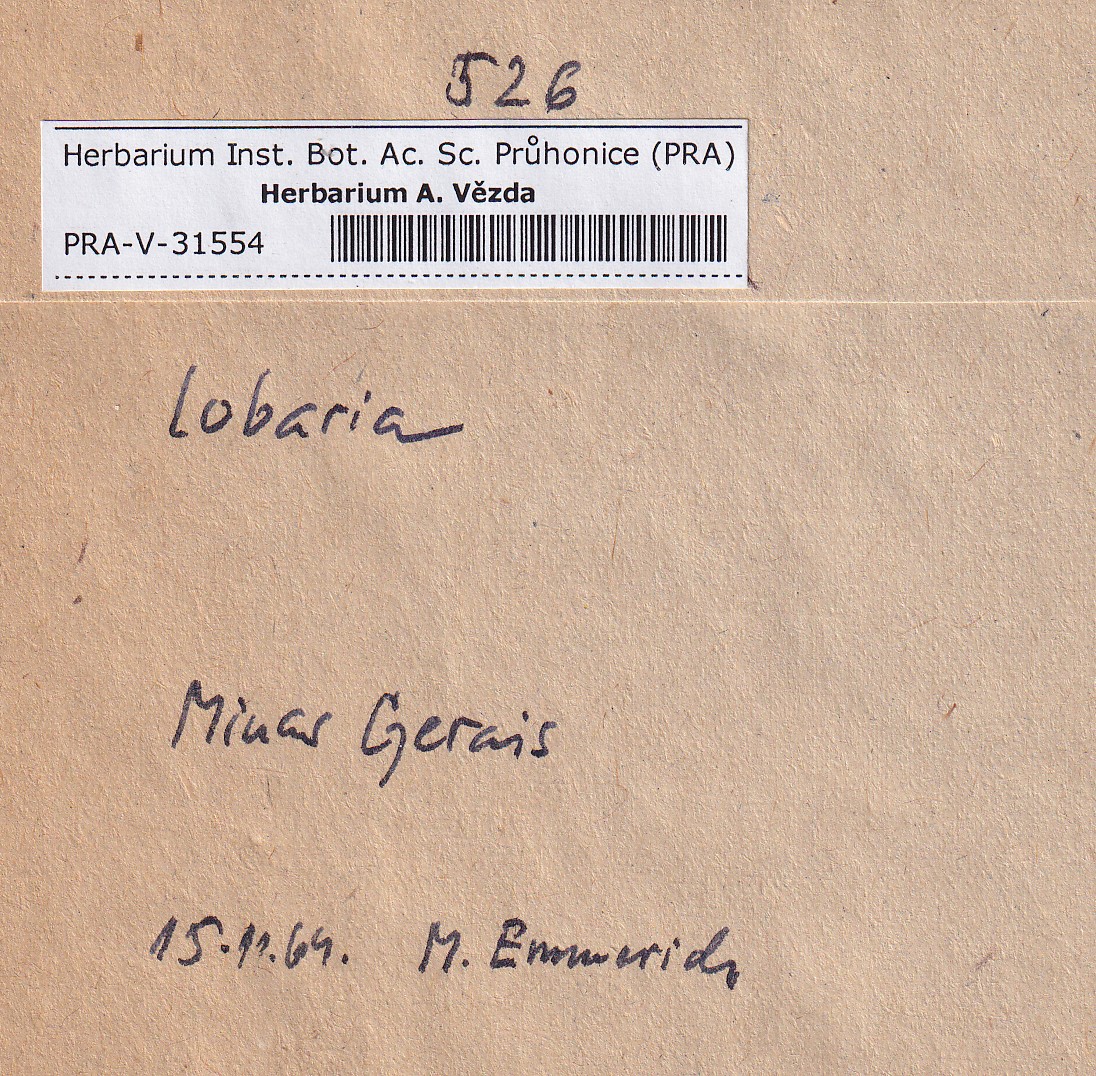 526
Herbarium Inst. Bot. Ac. Sc. Průhonice (PRA)
Herbarium A. Vězda
PRA-V-31554
Lobaria
Minas Gerais
15.11.64. M. Emmerich